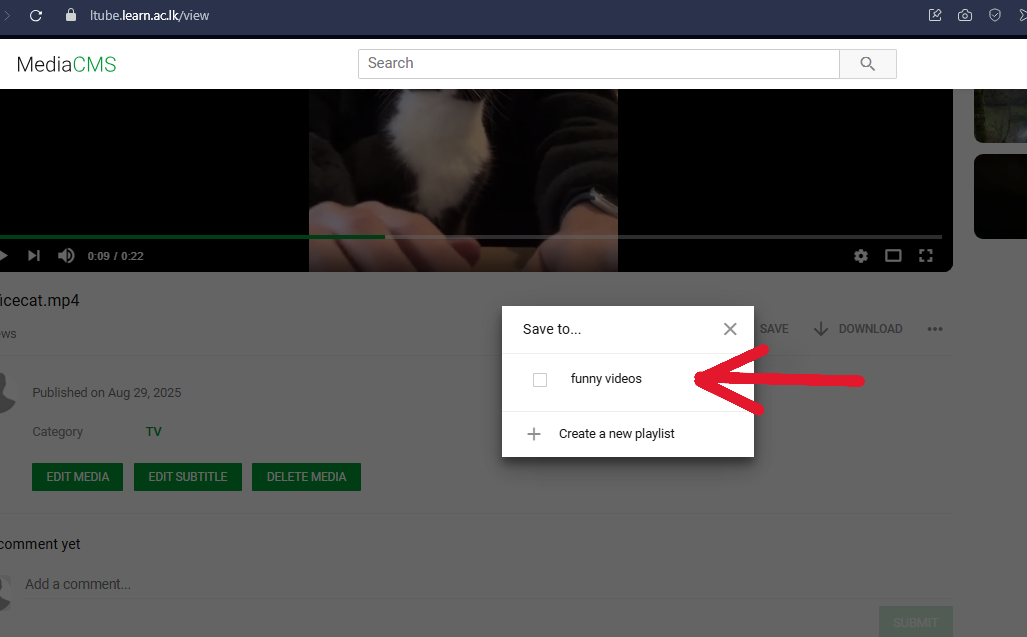 ltube.learn.ac.lk/view
MediaCMS
Search
0:09 / 0:22
icecat.mp4
ws
Save to...
SAVE
DOWNLOAD
funny videos
Published on Aug 29, 2025
Category TV
Create a new playlist
EDIT MEDIA
EDIT SUBTITLE
DELETE MEDIA
comment yet
Add a comment...
SUBMIT